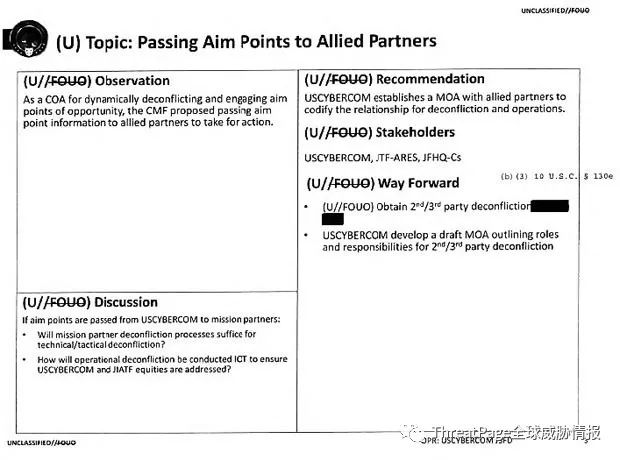 UNCLASSIFIED//FOUO
(U) Topic: Passing Aim Points to Allied Partners
(U//FOUO) Observation
As a COA for dynamically deconflicting and engaging aim
points of opportunity, the CMF proposed passing aim
point information to allied partners to take for action.
(U//FOUO) Discussion
If aim points are passed from USCYBERCOM to mission partners:
• Will mission partner deconfliction processes suffice for
technical/tactical deconfliction?
• How will operational deconfliction be conducted ICT to ensure
USCYBERCOM and JIATF equities are addressed?
(U//FOUO) Recommendation
USCYBERCOM establishes a MOA with allied partners to
codify the relationship for deconfliction and operations.
(U//FOUO) Stakeholders
USCYBERCOM, JTF-ARES, JFHQ-Cs
(b)(3) 10 U.S.C. § 130e
(U//FOUO) Way Forward
• (U//FOUO) Obtain 2nd/3rd party deconfliction
• USCYBERCOM develop a draft MOA outlining roles
and responsibilities for 2nd/3rd party deconfliction
UNCLASSIFIED//FOUO
OPR: USCYBERCOM
ThreatPage全球威胁情报